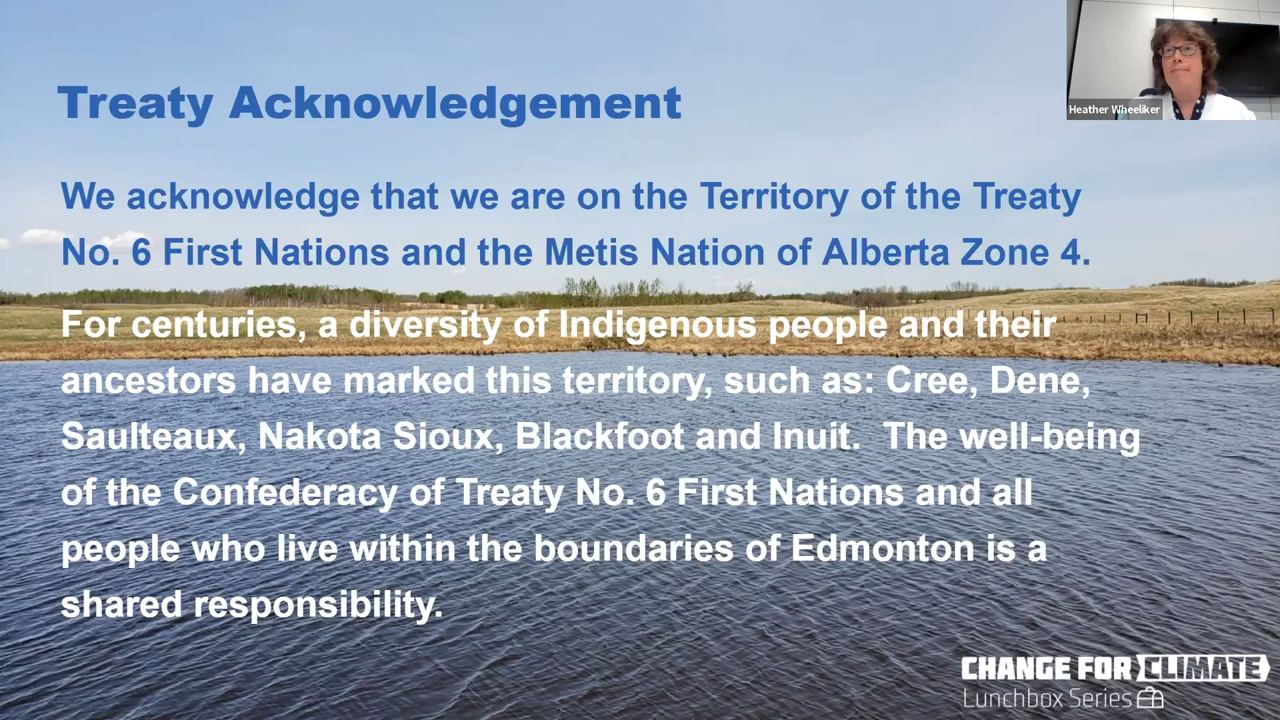 Treaty Acknowledgement
We acknowledge that we are on the Territory of the Treaty
No. 6 First Nations and the Metis Nation of Alberta Zone 4.
For centuries, a diversity of Indigenous people and their
ancestors have marked this territory, such as: Cree, Dene,
Saulteaux, Nakota Sioux, Blackfoot and Inuit.  The well-being
of the Confederacy of Treaty No. 6 First Nations and all
people who live within the boundaries of Edmonton is a
shared responsibility.
Heather Wheeliker
CHANGE FOR CLIMATE
Lunchbox Series